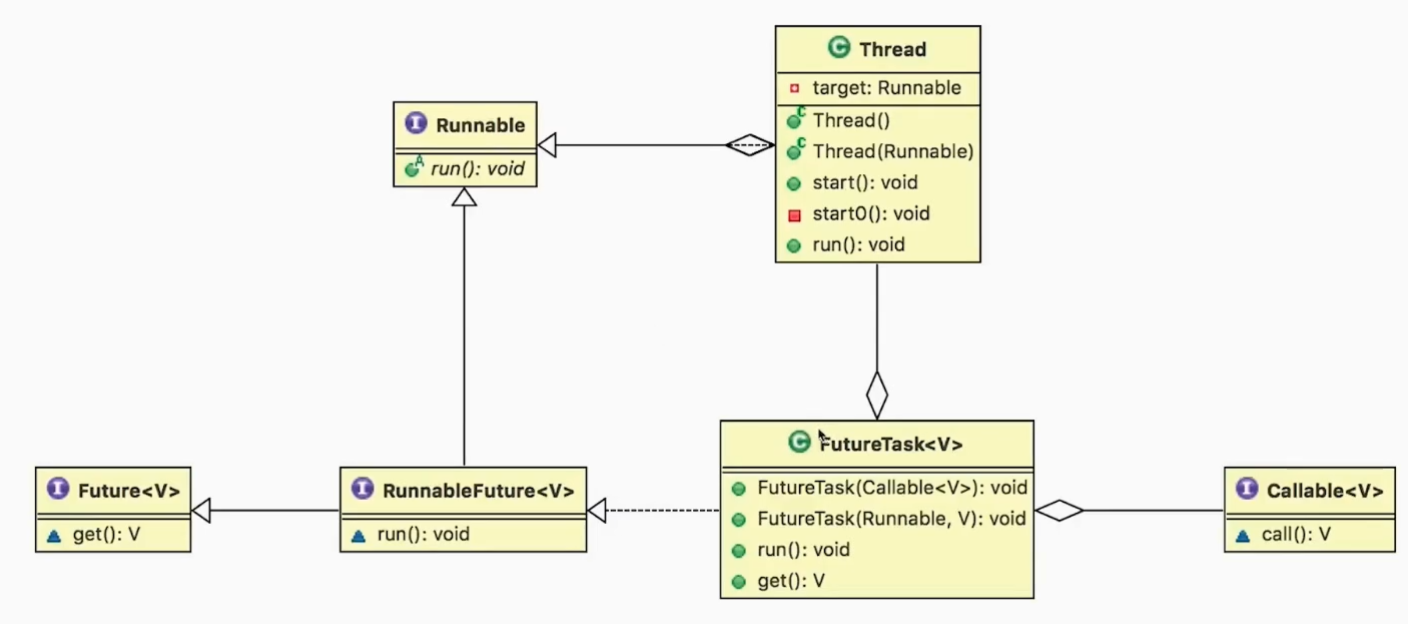 C Thread
target: Runnable
C Thread()
C Thread(Runnable)
start(): void
start0(): void
run(): void
I Runnable
A run(): void
I Future<V>
get(): V
I RunnableFuture<V>
run(): void
C FutureTask<V>
FutureTask(Callable<V>): void
FutureTask(Runnable, V): void
run(): void
get(): V
I Callable<V>
call(): V